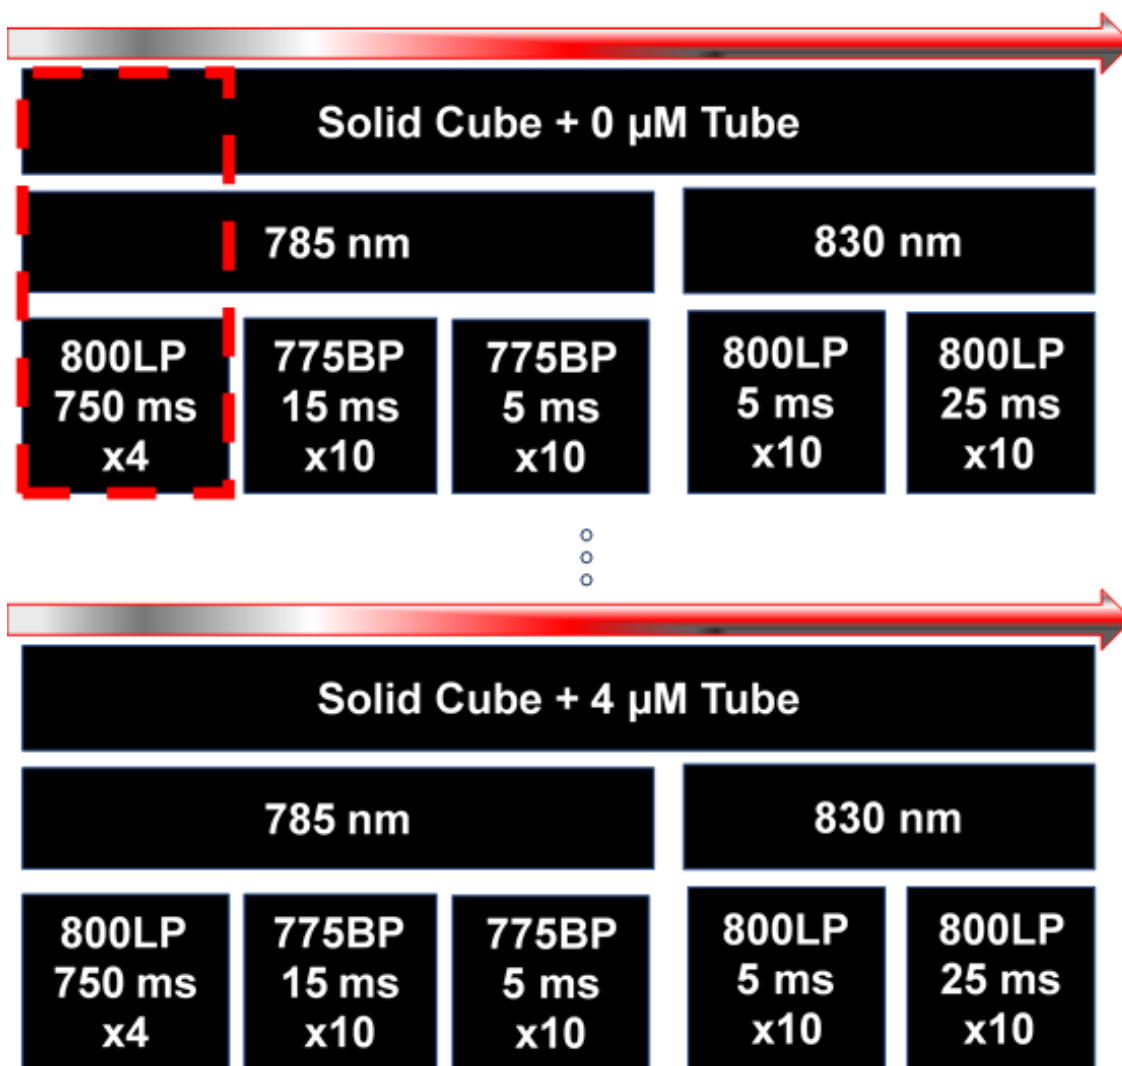 Solid Cube + 0 μM Tube
785 nm
830 nm
800LP
750 ms
x4
775BP
15 ms
x10
775BP
5 ms
x10
800LP
5 ms
x10
800LP
25 ms
x10
Solid Cube + 4 μM Tube
785 nm
830 nm
800LP
750 ms
x4
775BP
15 ms
x10
775BP
5 ms
x10
800LP
5 ms
x10
800LP
25 ms
x10